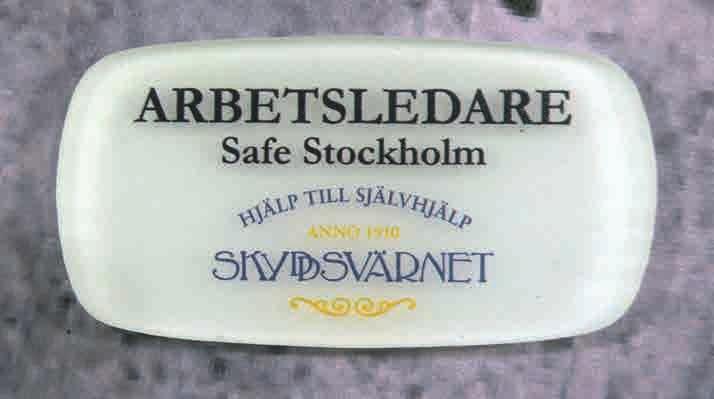 ARBETSLEDARE
Safe Stockholm
HJÄLP TILL SJÄLVHJÄLP
ANNO 1910
SKYDDSVÄRNET